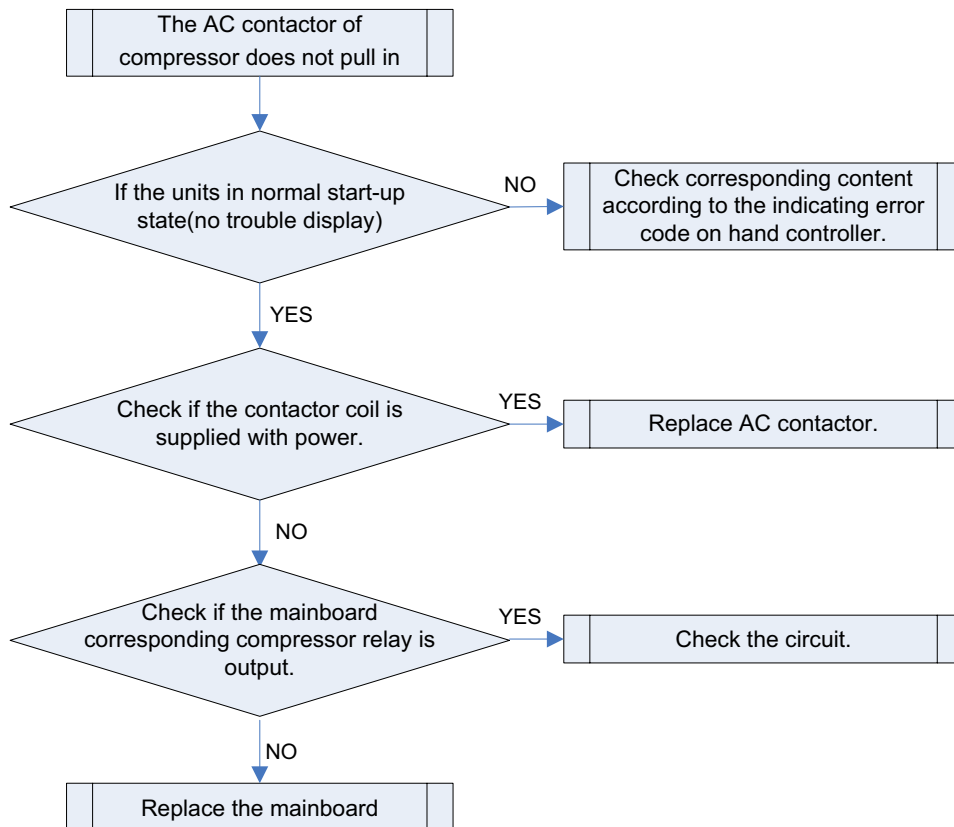 The AC contactor of
compressor does not pull in
If the units in normal start-up
state(no trouble display)
NO
Check corresponding content
according to the indicating error
code on hand controller.
YES
Check if the contactor coil is
supplied with power.
YES
Replace AC contactor.
NO
Check if the mainboard
corresponding compressor relay is
output.
YES
Check the circuit.
NO
Replace the mainboard